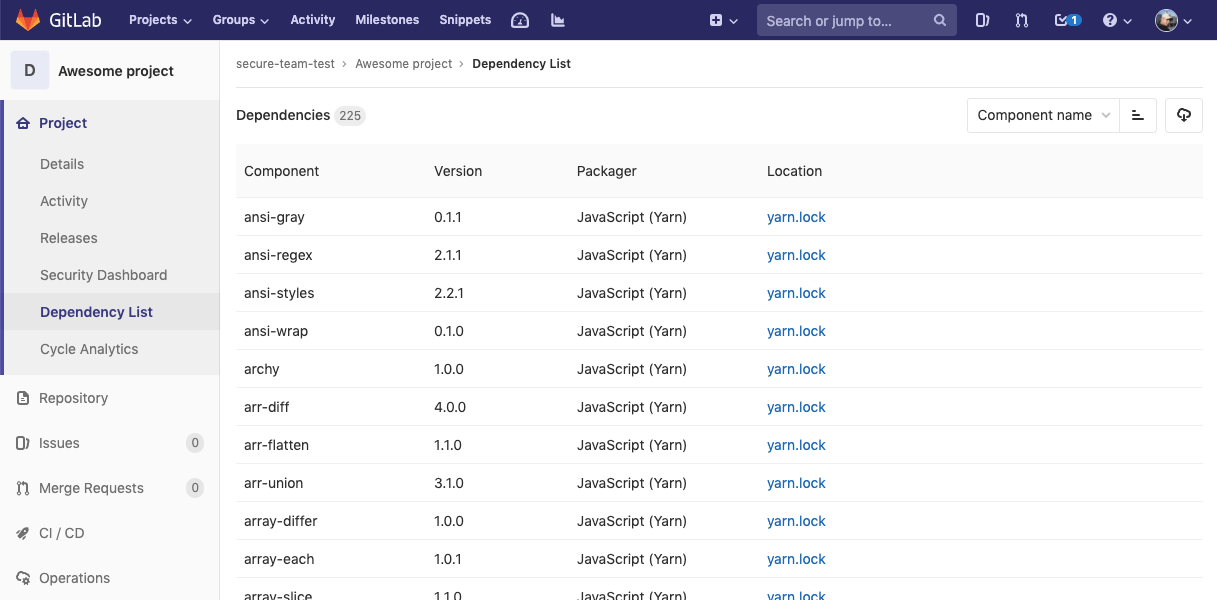 GitLab Projects Groups Activity Milestones Snippets Search or jump to... 1
D Awesome project
secure-team-test › Awesome project › Dependency List
Project
Details
Activity
Releases
Security Dashboard
Dependency List
Cycle Analytics
Repository
Issues 0
Merge Requests 0
CI / CD
Operations
Dependencies 225 Component name
Component Version Packager Location
ansi-gray 0.1.1 JavaScript (Yarn) yarn.lock
ansi-regex 2.1.1 JavaScript (Yarn) yarn.lock
ansi-styles 2.2.1 JavaScript (Yarn) yarn.lock
ansi-wrap 0.1.0 JavaScript (Yarn) yarn.lock
archy 1.0.0 JavaScript (Yarn) yarn.lock
arr-diff 4.0.0 JavaScript (Yarn) yarn.lock
arr-flatten 1.1.0 JavaScript (Yarn) yarn.lock
arr-union 3.1.0 JavaScript (Yarn) yarn.lock
array-differ 1.0.0 JavaScript (Yarn) yarn.lock
array-each 1.0.1 JavaScript (Yarn) yarn.lock
array-slice 1.1.0 JavaScript (Yarn) yarn.lock